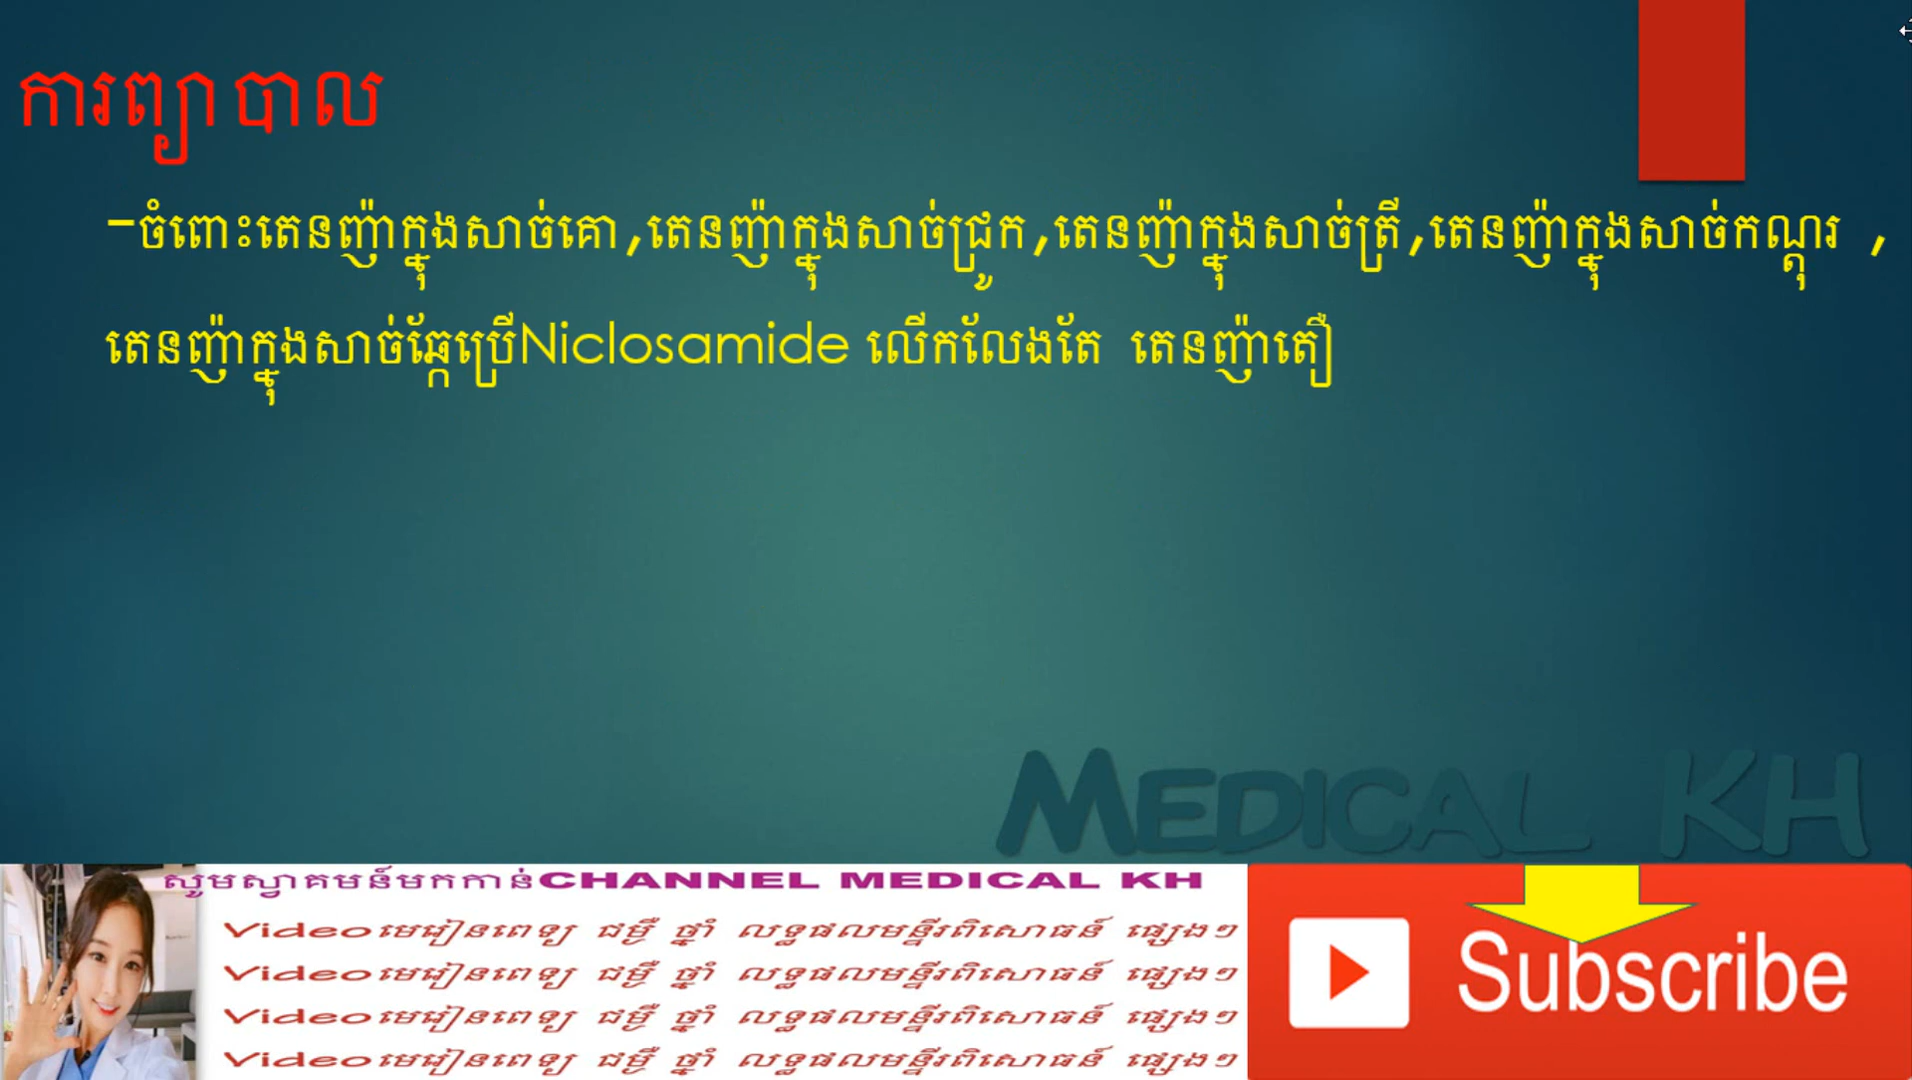 ការព្យាបាល
-ចំពោះតេនញ៉ាក្នុងសាច់គោ,តេនញ៉ាក្នុងសាច់ជ្រូក,តេនញ៉ាក្នុងសាច់ត្រី,តេនញ៉ាក្នុងសាច់កណ្តុរ ,
តេនញ៉ាក្នុងសាច់ឆ្កែប្រើNiclosamide លើកលែងតែ តេនញ៉ាតឿ
MEDICAL KH
សូមស្វាគមន៍មកកាន់CHANNEL MEDICAL KH
Videoមេរៀនពេទ្យ ជម្ងឺ ថ្នាំ លទ្ធផលមន្ទីរពិសោធន៍ ផ្សេងៗ
Videoមេរៀនពេទ្យ ជម្ងឺ ថ្នាំ លទ្ធផលមន្ទីរពិសោធន៍ ផ្សេងៗ
Videoមេរៀនពេទ្យ ជម្ងឺ ថ្នាំ លទ្ធផលមន្ទីរពិសោធន៍ ផ្សេងៗ
Videoមេរៀនពេទ្យ ជម្ងឺ ថ្នាំ លទ្ធផលមន្ទីរពិសោធន៍ ផ្សេងៗ
Subscribe